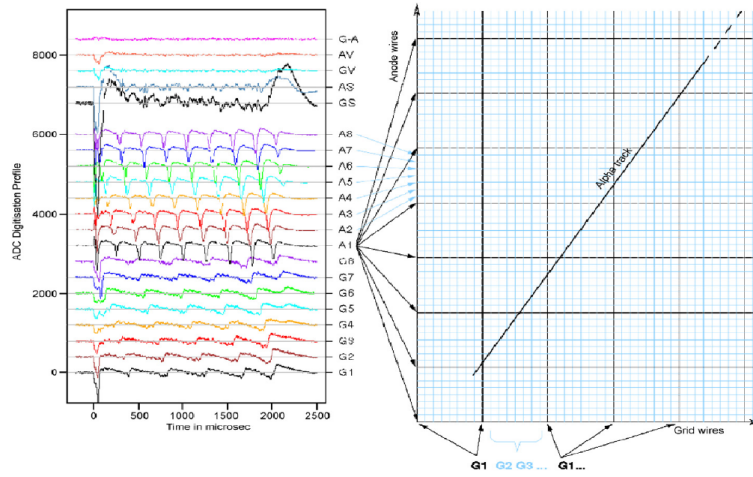 G-A
AV
GV
AS
GS
A8
A7
A6
A5
A4
A3
A2
A1
G8
G7
G6
G5
G4
G3
G2
G1
ADC Digitisation Profile
8000
6000
4000
2000
0
0 500 1000 1500 2000 2500
Time in microsec
A
Anode wires
Alpha track
Grid wires
G1 G2 G3 ... G1...